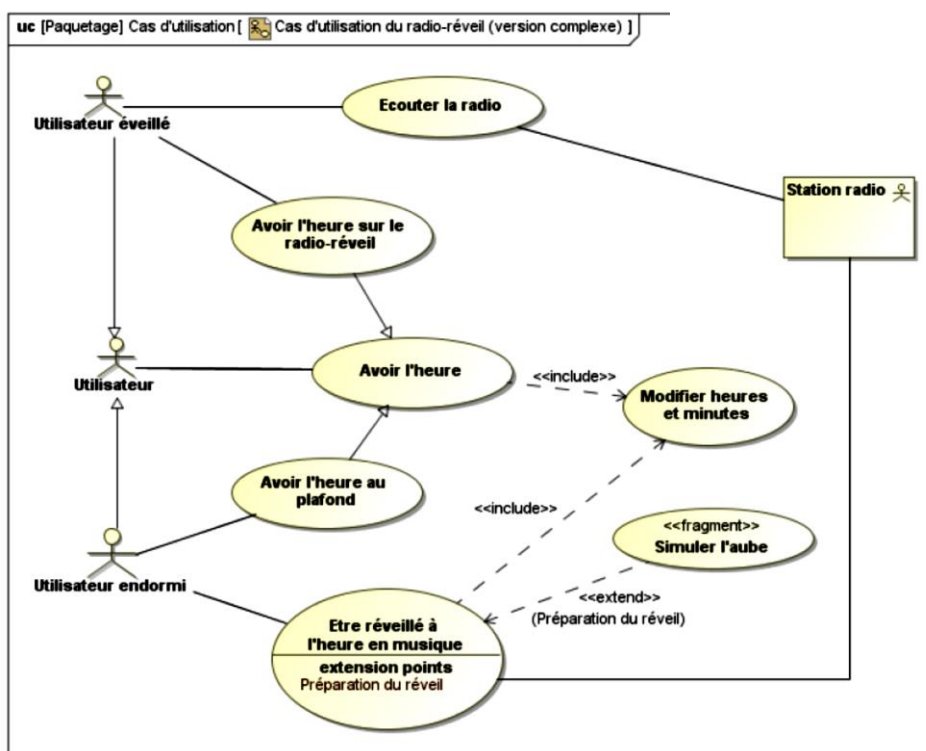 uc [Paquetage] Cas d'utilisation [ Cas d'utilisation du radio-réveil (version complexe) ]
Ecouter la radio
Utilisateur éveillé
Station radio
Avoir l'heure sur le
radio-réveil
Avoir l'heure
<<include>>
Utilisateur
Modifier heures
et minutes
Avoir l'heure au
plafond
<<include>>
<<fragment>>
Simuler l'aube
Utilisateur endormi
<<extend>>
(Préparation du réveil)
Etre réveillé à
l'heure en musique
extension points
Préparation du réveil